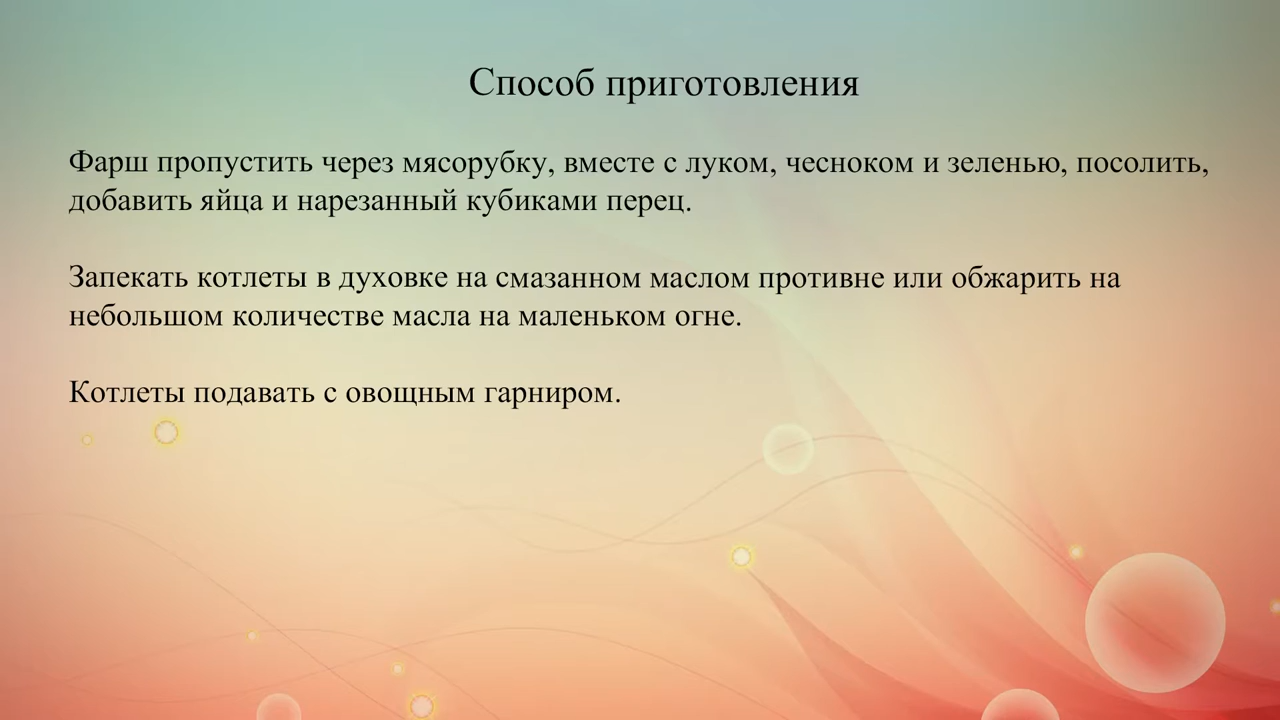 Способ приготовления
Фарш пропустить через мясорубку, вместе с луком, чесноком и зеленью, посолить,
добавить яйца и нарезанный кубиками перец.
Запекать котлеты в духовке на смазанном маслом противне или обжарить на
небольшом количестве масла на маленьком огне.
Котлеты подавать с овощным гарниром.